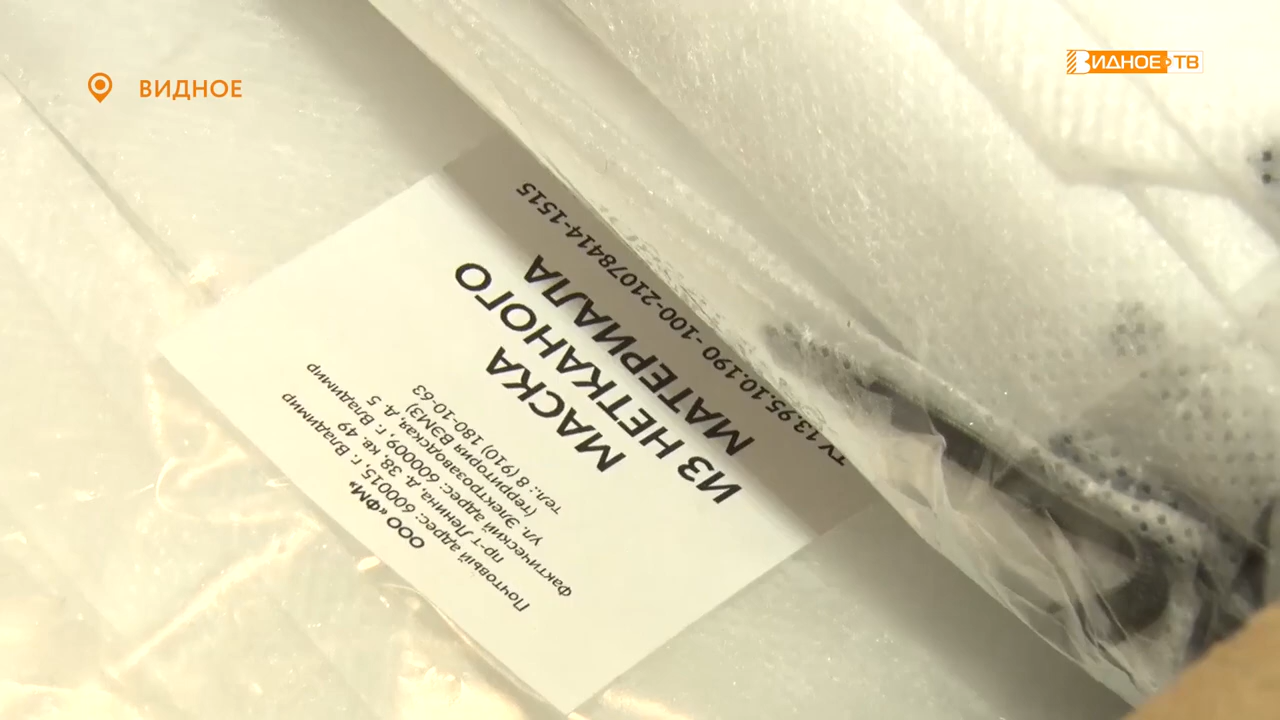 ВИДНОЕ
ВИДНОЕ ТВ
ООО «ФМ»
Почтовый адрес: 600015, г. Владимир
пр-т Ленина, д. 38, кв. 49
Фактический адрес: 600009, г. Владимир
ул. Электрозаводская, д. 5
(территория ВЭМЗ)
тел.: 8 (910) 180-10-63
МАСКА
ИЗ НЕТКАНОГО
МАТЕРИАЛА
ТУ 13.95.10.190 -100-21078414-1515